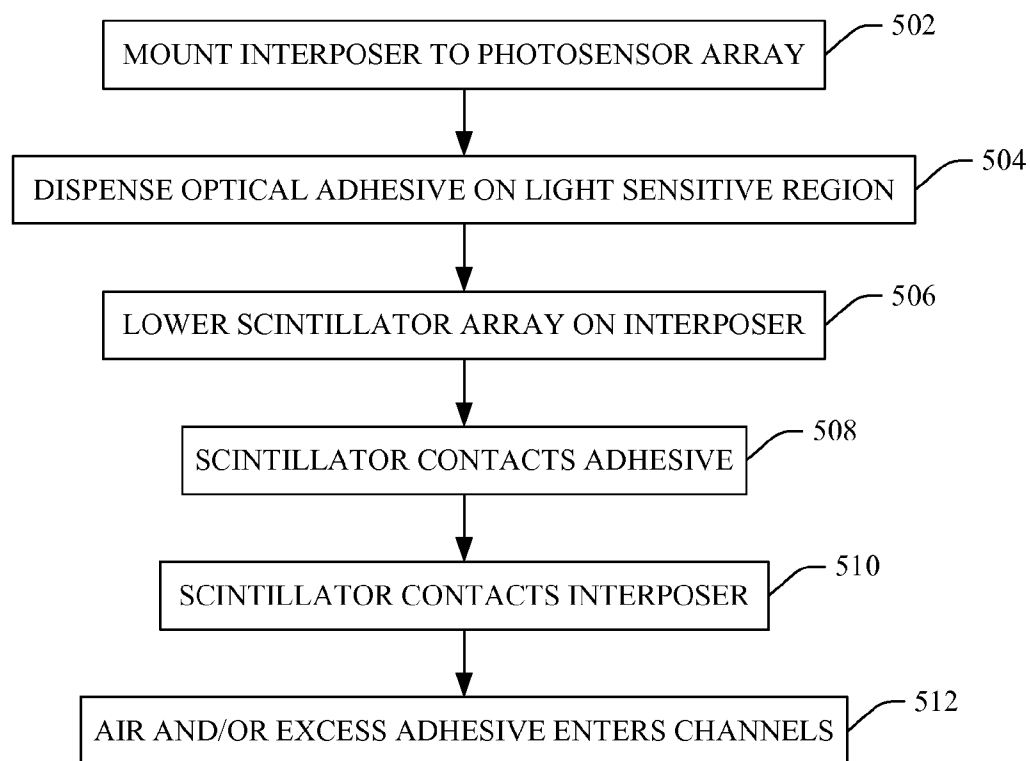 MOUNT INTERPOSER TO PHOTOSENSOR ARRAY
502
DISPENSE OPTICAL ADHESIVE ON LIGHT SENSITIVE REGION
504
LOWER SCINTILLATOR ARRAY ON INTERPOSER
506
SCINTILLATOR CONTACTS ADHESIVE
508
SCINTILLATOR CONTACTS INTERPOSER
510
AIR AND/OR EXCESS ADHESIVE ENTERS CHANNELS
512